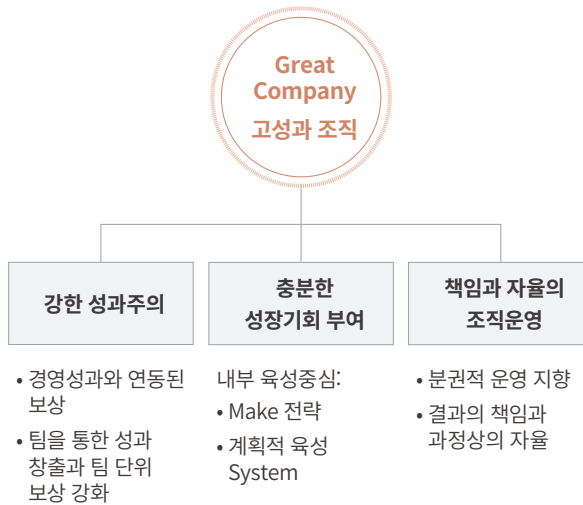 Great
Company
고성과 조직
강한 성과주의
• 경영성과와 연동된
보상
• 팀을 통한 성과
창출과 팀 단위
보상 강화
충분한
성장기회 부여
내부 육성중심:
• Make 전략
• 계획적 육성
System
책임과 자율의
조직운영
• 분권적 운영 지향
• 결과의 책임과
과정상의 자율